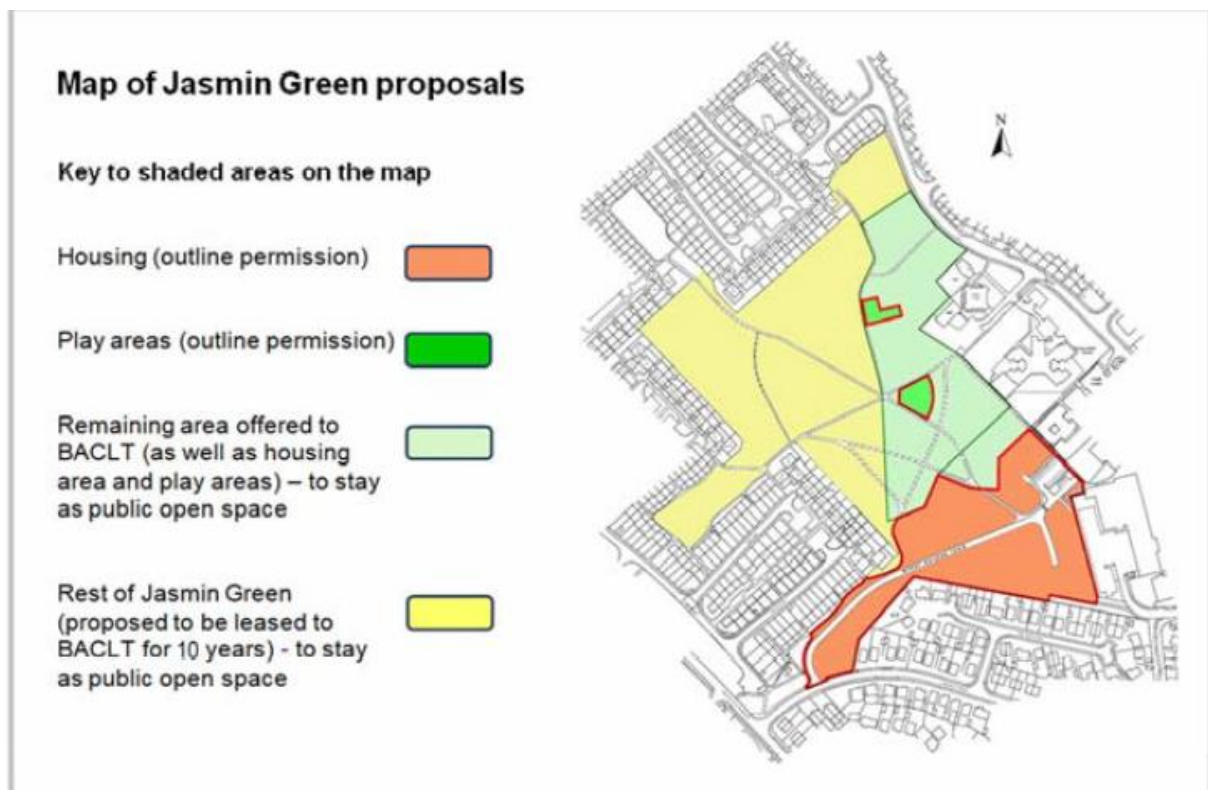 Map of Jasmin Green proposals
Key to shaded areas on the map
Housing (outline permission)
Play areas (outline permission)
Remaining area offered to
BACLT (as well as housing
area and play areas) – to stay
as public open space
Rest of Jasmin Green
(proposed to be leased to
BACLT for 10 years) - to stay
as public open space
N